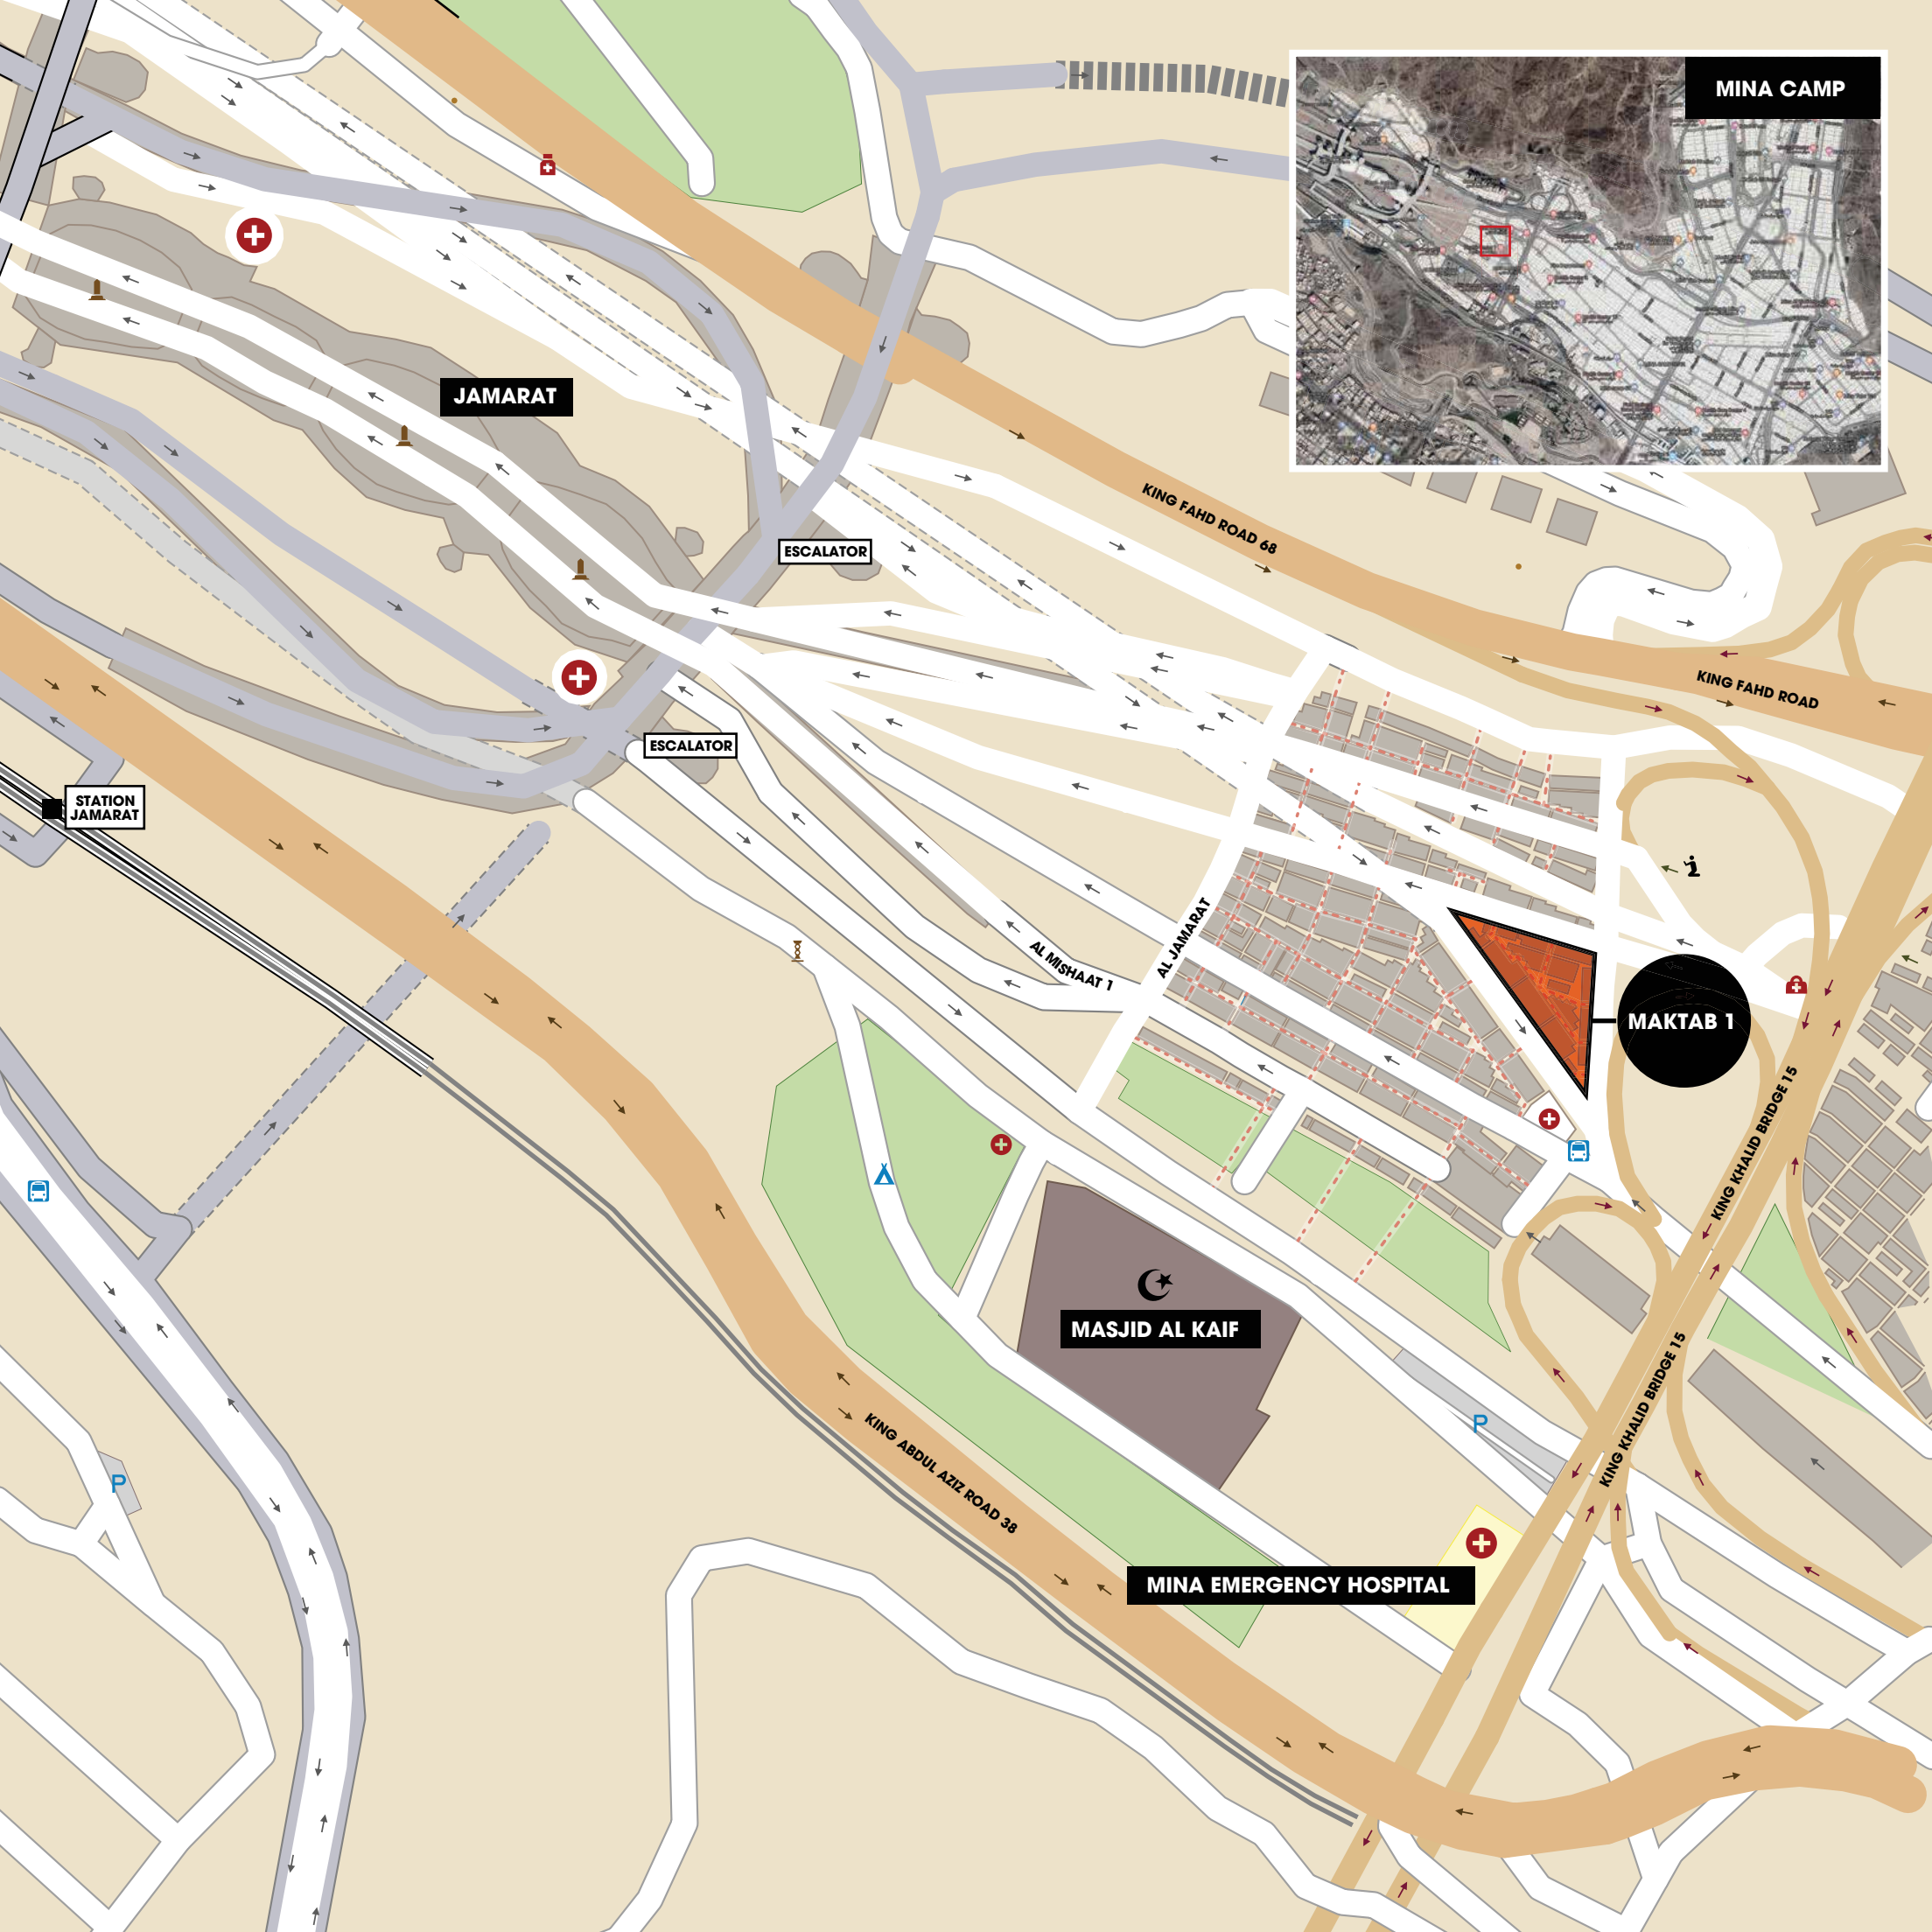 MINA CAMP
JAMARAT
KING FAHD ROAD 68
ESCALATOR
KING FAHD ROAD
ESCALATOR
STATION
JAMARAT
AL JAMARAT
AL MISHAAT 1
MAKTAB 1
KING KHALID BRIDGE 15
MASJID AL KAIF
KING KHALID BRIDGE 15
P
P
KING ABDUL AZIZ ROAD 38
MINA EMERGENCY HOSPITAL